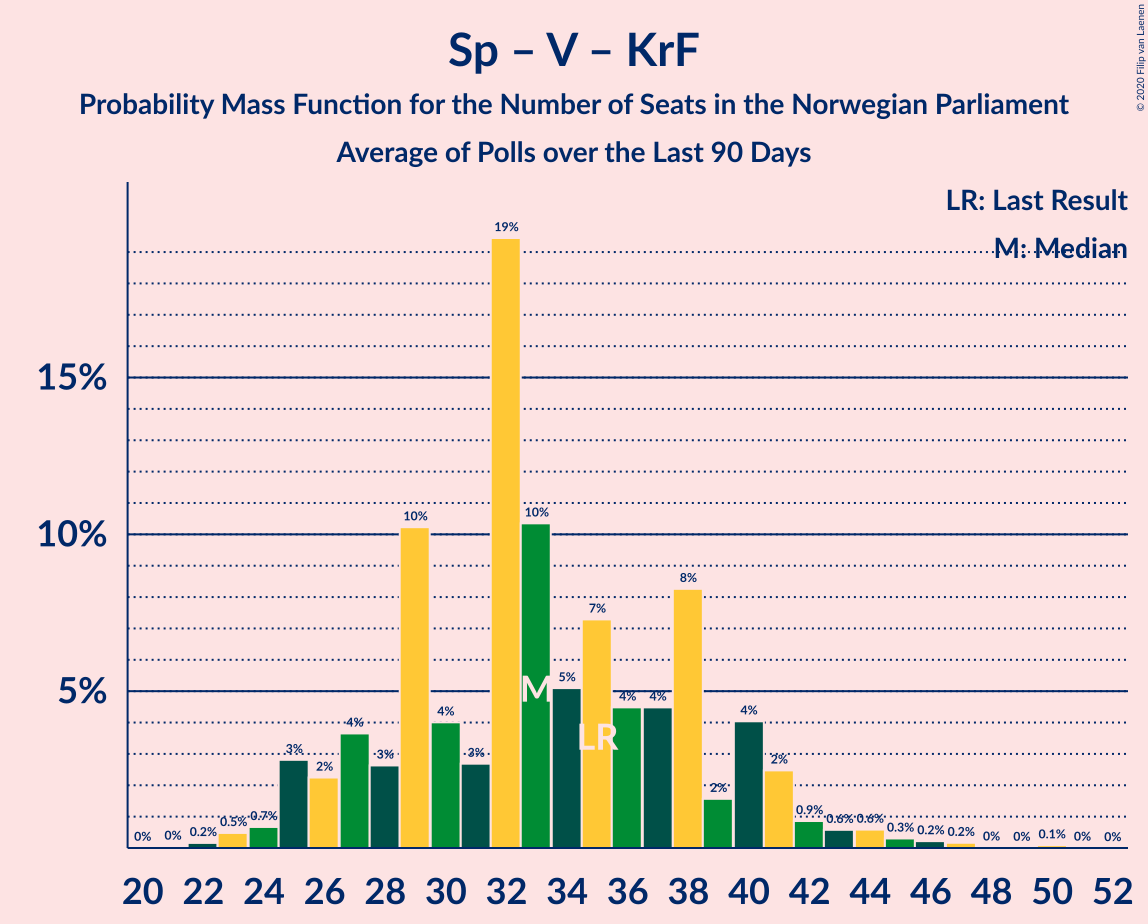 Sp – V – KrF
Probability Mass Function for the Number of Seats in the Norwegian Parliament
Average of Polls over the Last 90 Days
© 2020 Filip van Laenen
LR: Last Result
M: Median
15%
10%
5%
0% 0% 0.2% 0.5% 0.7% 3% 2% 4% 3% 10% 4% 3% 19% 10% 5% 7% 4% 4% 8% 2% 4% 2% 0.9% 0.6% 0.6% 0.3% 0.2% 0.2% 0% 0% 0.1% 0% 0%
M
LR
20 22 24 26 28 30 32 34 36 38 40 42 44 46 48 50 52